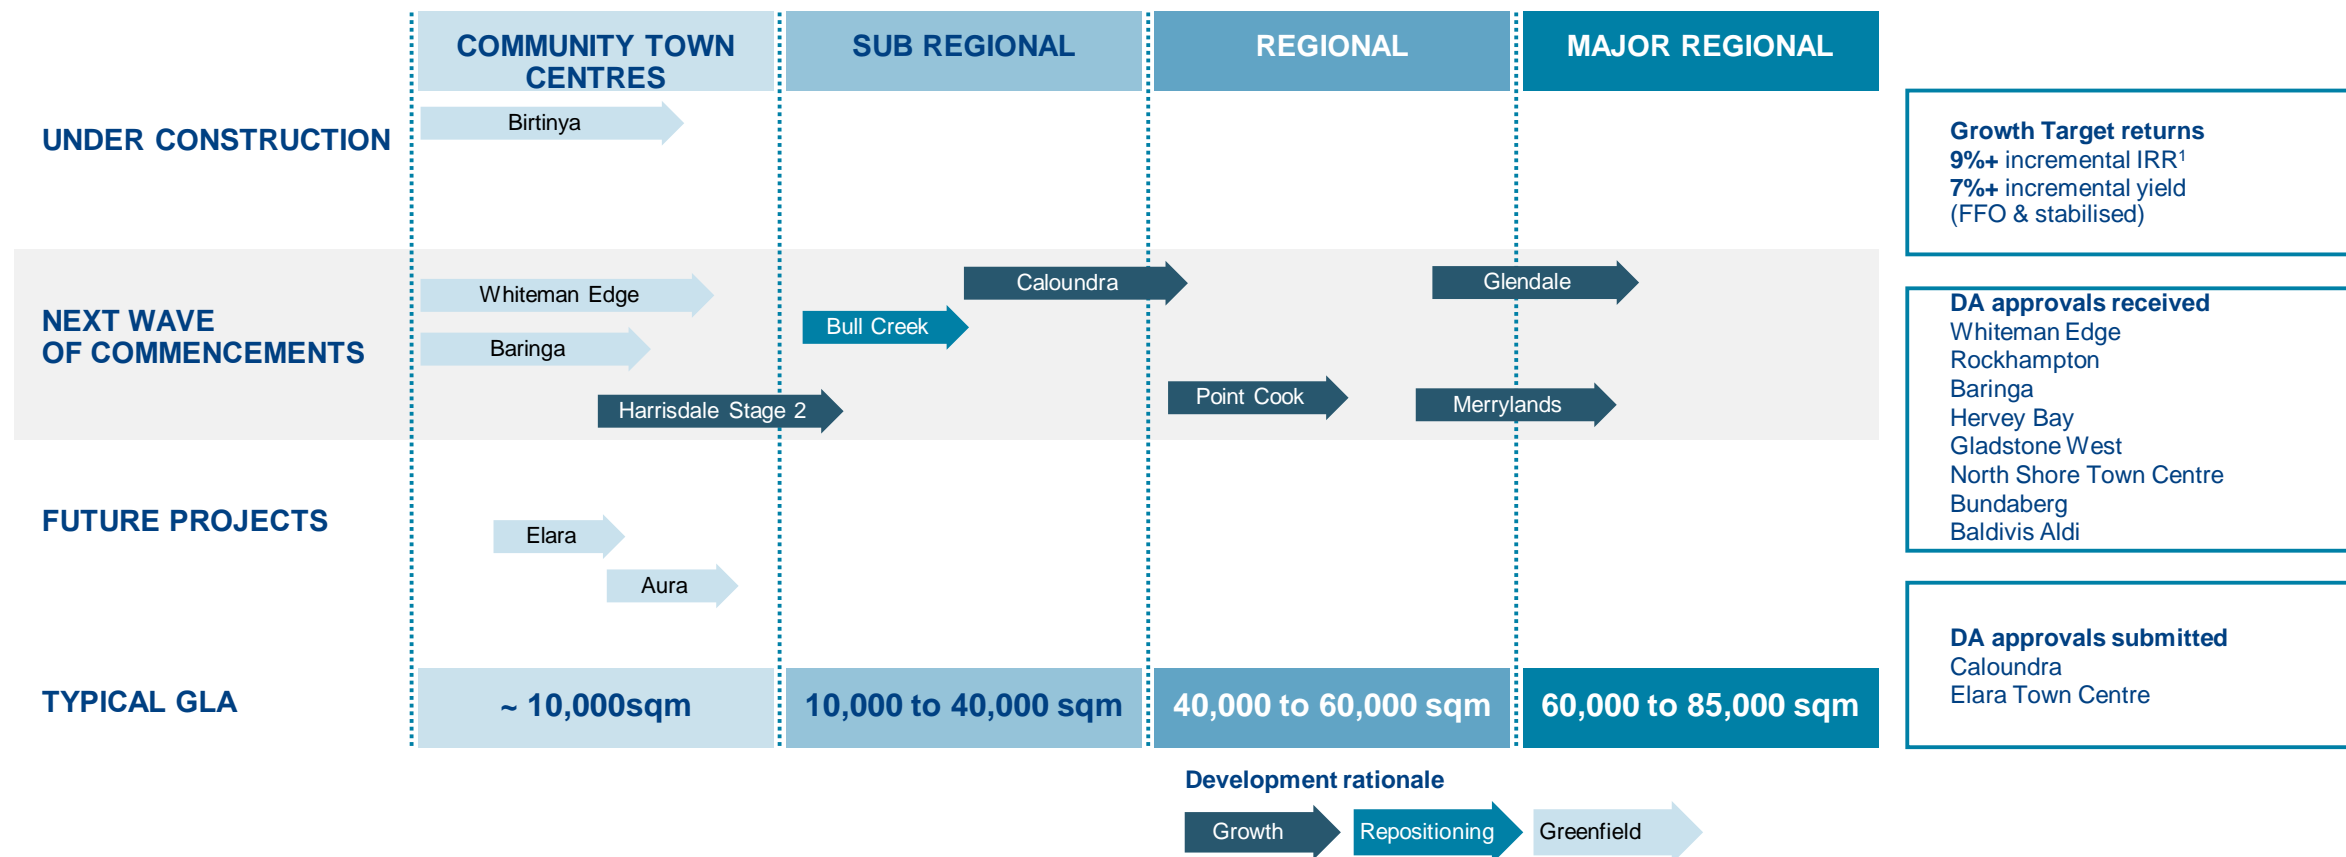 COMMUNITY TOWN
CENTRES
SUB REGIONAL
REGIONAL
MAJOR REGIONAL
UNDER CONSTRUCTION
Birtinya
Growth Target returns
9%+ incremental IRR¹
7%+ incremental yield
(FFO & stabilised)
NEXT WAVE
OF COMMENCEMENTS
Whiteman Edge
Baringa
Harrisdale Stage 2
Bull Creek
Caloundra
Point Cook
Glendale
Merrylands
DA approvals received
Whiteman Edge
Rockhampton
Baringa
Hervey Bay
Gladstone West
North Shore Town Centre
Bundaberg
Baldivis Aldi
FUTURE PROJECTS
Elara
Aura
DA approvals submitted
Caloundra
Elara Town Centre
TYPICAL GLA
~ 10,000sqm
10,000 to 40,000 sqm
40,000 to 60,000 sqm
60,000 to 85,000 sqm
Development rationale
Growth
Repositioning
Greenfield